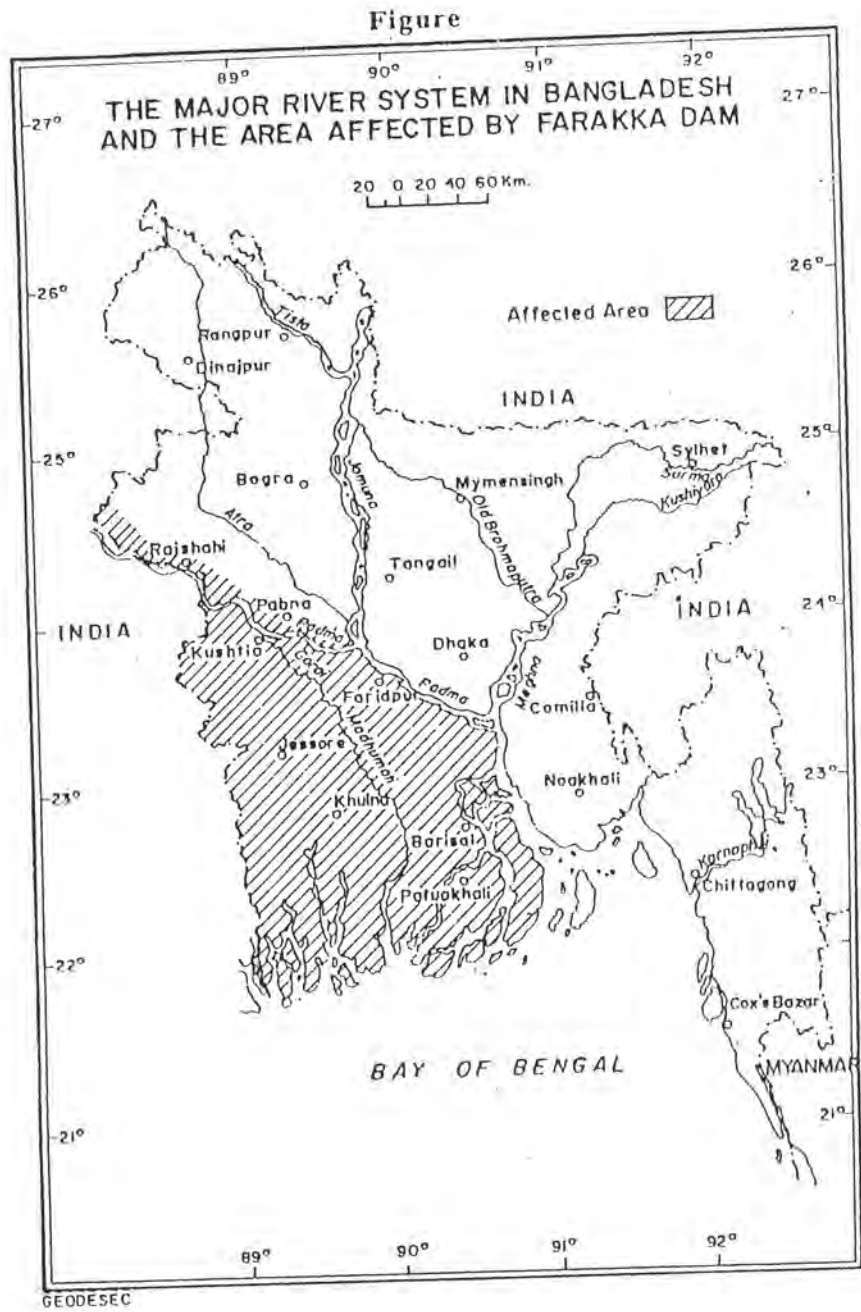 Figure
89° 90° 91° 92°
THE MAJOR RIVER SYSTEM IN BANGLADESH
AND THE AREA AFFECTED BY FARAKKA DAM
27° 27°
20 0 20 40 60 Km.
26° 26°
Affected Area
Tista
Rangpur
Dinajpur
INDIA
25° 25°
Sylhet
Surma
Kushiyara
Bogra
Jamuna
Mymensingh
Old Brahmaputra
Atra
Rajshahi
Tangail
24° 24°
INDIA
INDIA
Pabna
Padma
Kushtia
Gorai
Dhaka
Faridpur
Padma
Meghna
Comilla
Jessore
Madhumati
23° 23°
Noakhali
Khulna
Barisal
Karnaphuli
Chittagong
Patuakhali
22° 22°
Cox's Bazar
BAY OF BENGAL
MYANMAR
21° 21°
89° 90° 91° 92°
GEODESEC